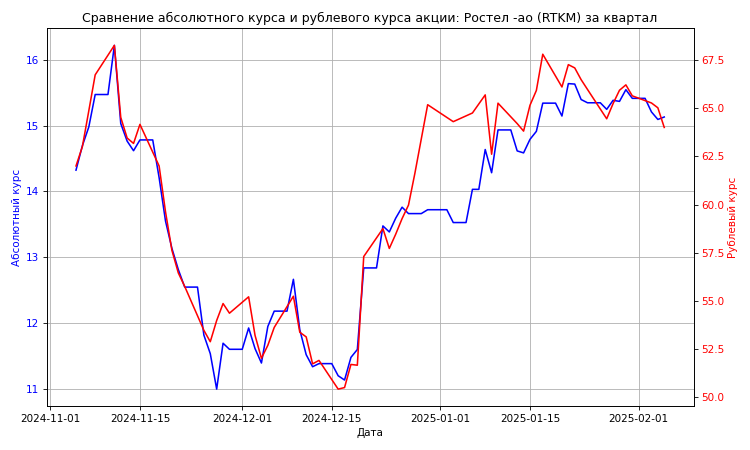 Сравнение абсолютного курса и рублевого курса акции: Ростел -ао (RTKM) за квартал
16
15
14
13
12
11
Абсолютный курс
67.5
65.0
62.5
60.0
57.5
55.0
52.5
50.0
Рублевый курс
2024-11-01 2024-11-15 2024-12-01 2024-12-15 2025-01-01 2025-01-15 2025-02-01
Дата